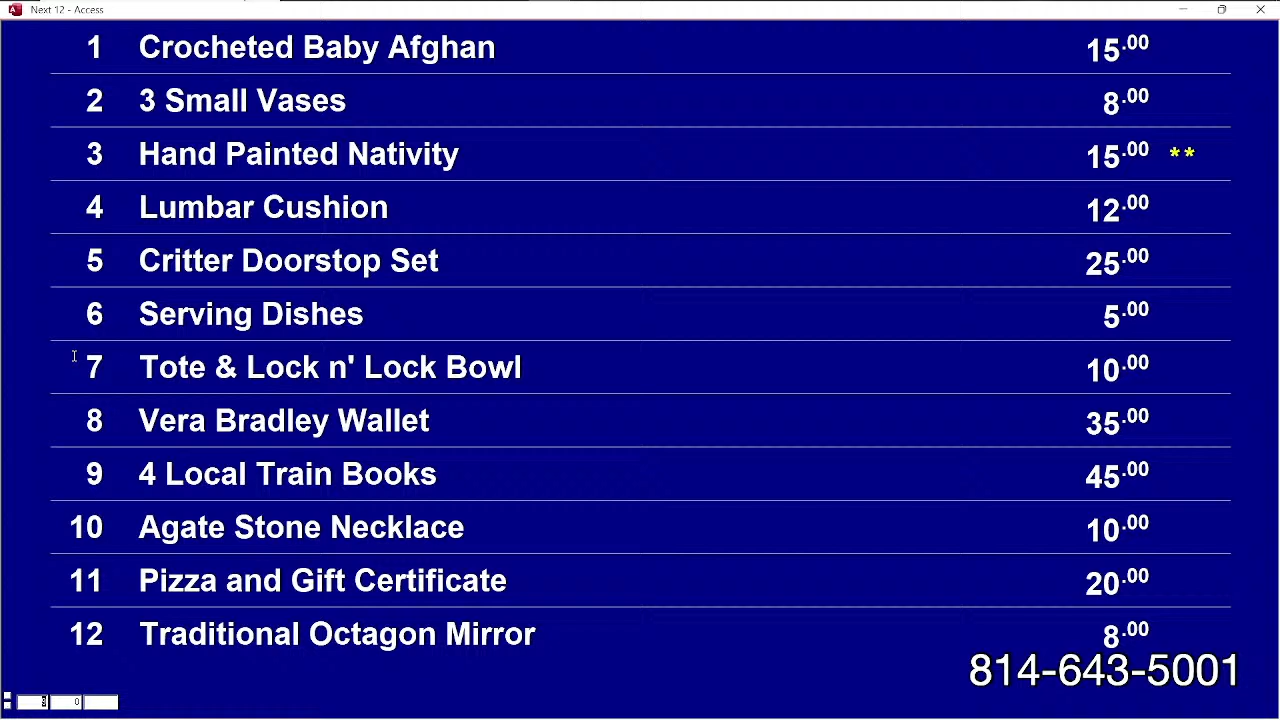 Next 12 - Access
1 Crocheted Baby Afghan 15.00
2 3 Small Vases 8.00
3 Hand Painted Nativity 15.00 **
4 Lumbar Cushion 12.00
5 Critter Doorstop Set 25.00
6 Serving Dishes 5.00
7 Tote & Lock n' Lock Bowl 10.00
8 Vera Bradley Wallet 35.00
9 4 Local Train Books 45.00
10 Agate Stone Necklace 10.00
11 Pizza and Gift Certificate 20.00
12 Traditional Octagon Mirror 8.00
814-643-5001
0